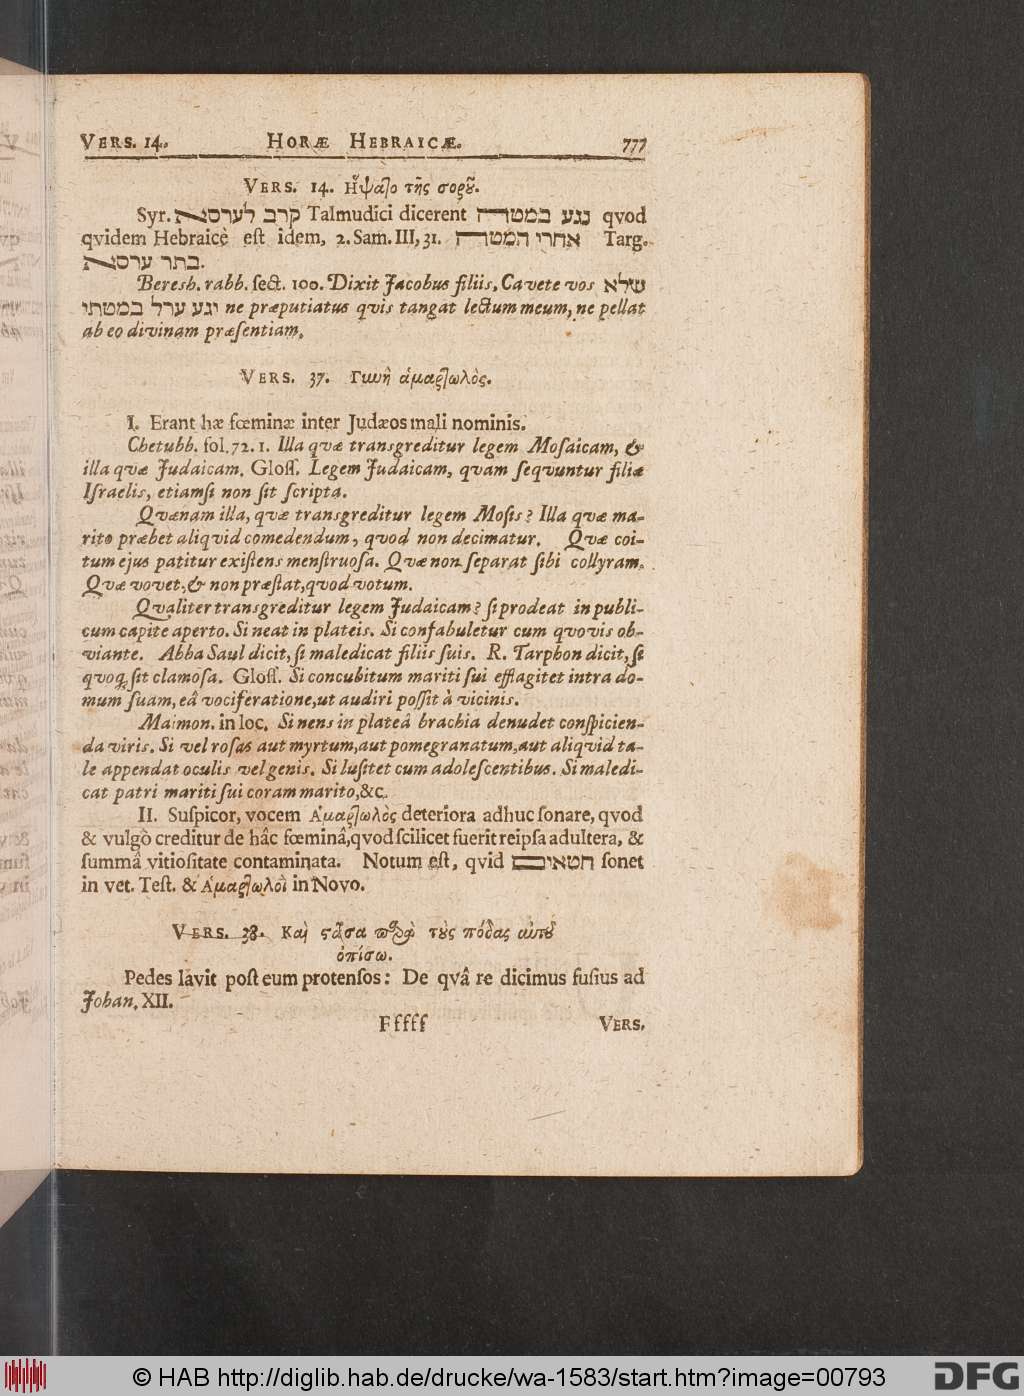 VERS. 14. HORÆ HEBRAICÆ. 777
VERS. 14. Ἥψατο τῆς σοροῦ.
Syr. קרב לערסא Talmudici dicerent נגע במטה qvod
qvidem Hebraicè est idem, 2. Sam. III, 31. אחרי המטה Targ.
בתר ערסא.
Beresh. rabb. ſect. 100. Dixit Jacobus filiis, Cavete vos שלא
יגע ערל במטתי ne præputiatus qvis tangat lectum meum, ne pellat
ab eo divinam præſentiam.
VERS. 37. Γυνὴ ἁμαρτωλὸς.
I. Erant hæ fœminæ inter Judæos mali nominis.
Chetubb. fol. 72. 1. Illa qvæ transgreditur legem Moſaicam, &
illa qvæ Judaicam. Gloſſ. Legem Judaicam, qvam ſeqvuntur filiæ
Iſraelis, etiamſi non ſit ſcripta.
Qvænam illa, qvæ transgreditur legem Moſis? Illa qvæ ma-
rito præbet aliqvid comedendum, qvod non decimatur. Qvæ coi-
tum ejus patitur exiſtens menſtruoſa. Qvæ non ſeparat ſibi collyram.
Qvæ vovet, & non præſtat, qvod votum.
Qvaliter transgreditur legem Judaicam? ſi prodeat in publi-
cum capite aperto. Si neat in plateis. Si confabuletur cum qvovis ob-
viante. Abba Saul dicit, ſi maledicat filiis ſuis. R. Tarphon dicit, ſi
qvoq; ſit clamoſa. Gloſſ. Si concubitum mariti ſui efflagitet intra do-
mum ſuam, eâ vociferatione, ut audiri poſſit à vicinis.
Maimon. in loc. Si nens in plateâ brachia denudet conſpicien-
da viris. Si vel roſas aut myrtum, aut pomegranatum, aut aliqvid ta-
le appendat oculis vel genis. Si luſitet cum adoleſcentibus. Si maledi-
cat patri mariti ſui coram marito, &c.
II. Suſpicor, vocem Ἁμαρτωλὸς deteriora adhuc ſonare, qvod
& vulgò creditur de hâc fœminâ, qvod ſcilicet fuerit reipſa adultera, &
ſummâ vitioſitate contaminata. Notum eſt, qvid חטאים ſonet
in vet. Teſt. & Ἁμαρτωλοὶ in Novo.
VERS. 38. Καὶ στᾶσα παρὰ τοὺς πόδας αὐτοῦ
ὀπίσω.
Pedes lavit poſt eum protenſos: De qvâ re dicimus fuſius ad
Johan. XII.
Fffff VERS.
© HAB http://diglib.hab.de/drucke/wa-1583/start.htm?image=00793 DFG